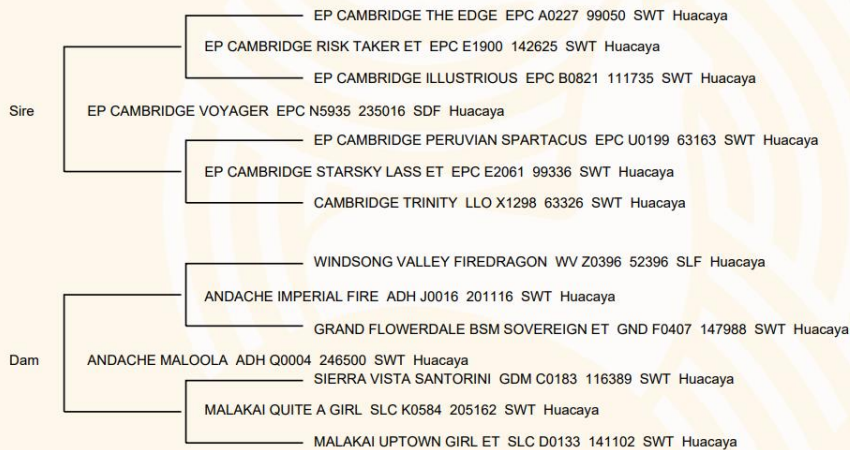 EP CAMBRIDGE THE EDGE EPC A0227 99050 SWT Huacaya
EP CAMBRIDGE RISK TAKER ET EPC E1900 142625 SWT Huacaya
EP CAMBRIDGE ILLUSTRIOUS EPC B0821 111735 SWT Huacaya
Sire EP CAMBRIDGE VOYAGER EPC N5935 235016 SDF Huacaya
EP CAMBRIDGE PERUVIAN SPARTACUS EPC U0199 63163 SWT Huacaya
EP CAMBRIDGE STARSKY LASS ET EPC E2061 99336 SWT Huacaya
CAMBRIDGE TRINITY LLO X1298 63326 SWT Huacaya
WINDSONG VALLEY FIREDRAGON WV Z0396 52396 SLF Huacaya
ANDACHE IMPERIAL FIRE ADH J0016 201116 SWT Huacaya
GRAND FLOWERDALE BSM SOVEREIGN ET GND F0407 147988 SWT Huacaya
Dam ANDACHE MALOOLA ADH Q0004 246500 SWT Huacaya
SIERRA VISTA SANTORINI GDM C0183 116389 SWT Huacaya
MALAKAI QUITE A GIRL SLC K0584 205162 SWT Huacaya
MALAKAI UPTOWN GIRL ET SLC D0133 141102 SWT Huacaya